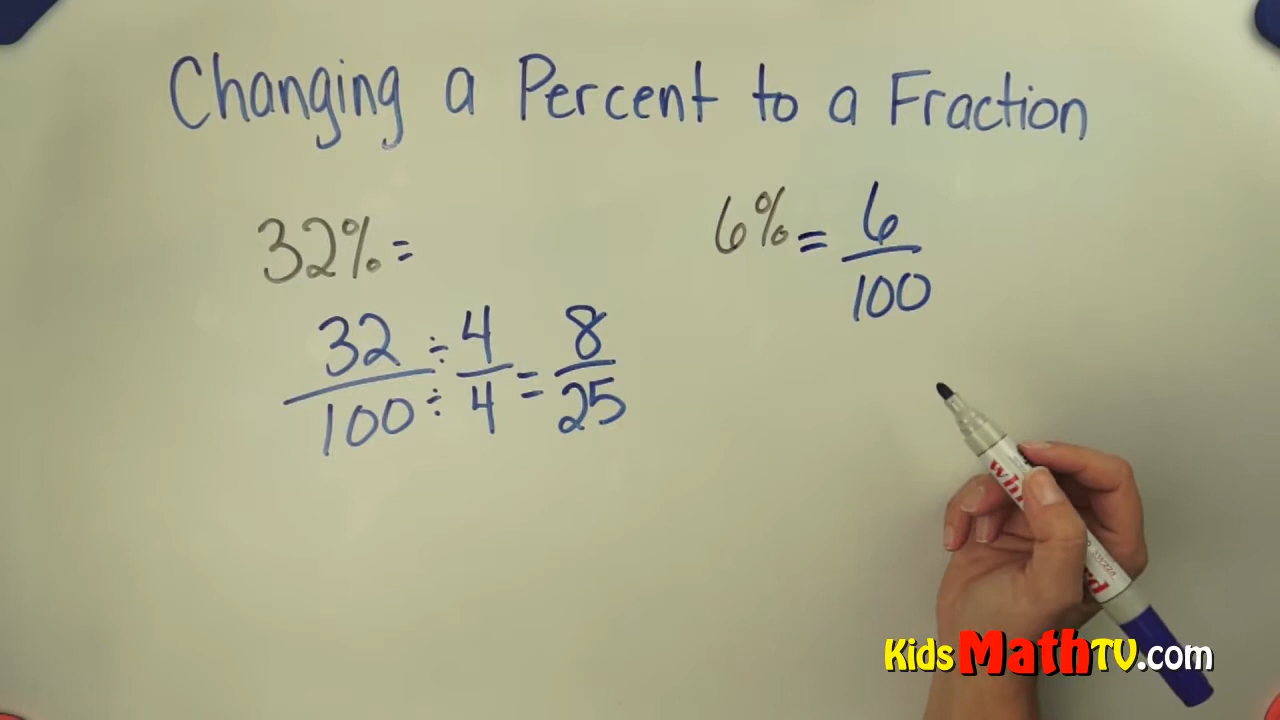 Changing a Percent to a Fraction
32% =
32 ÷ 4 = 8
100 ÷ 4 25
6% = 6
100
KidsMathTV.com